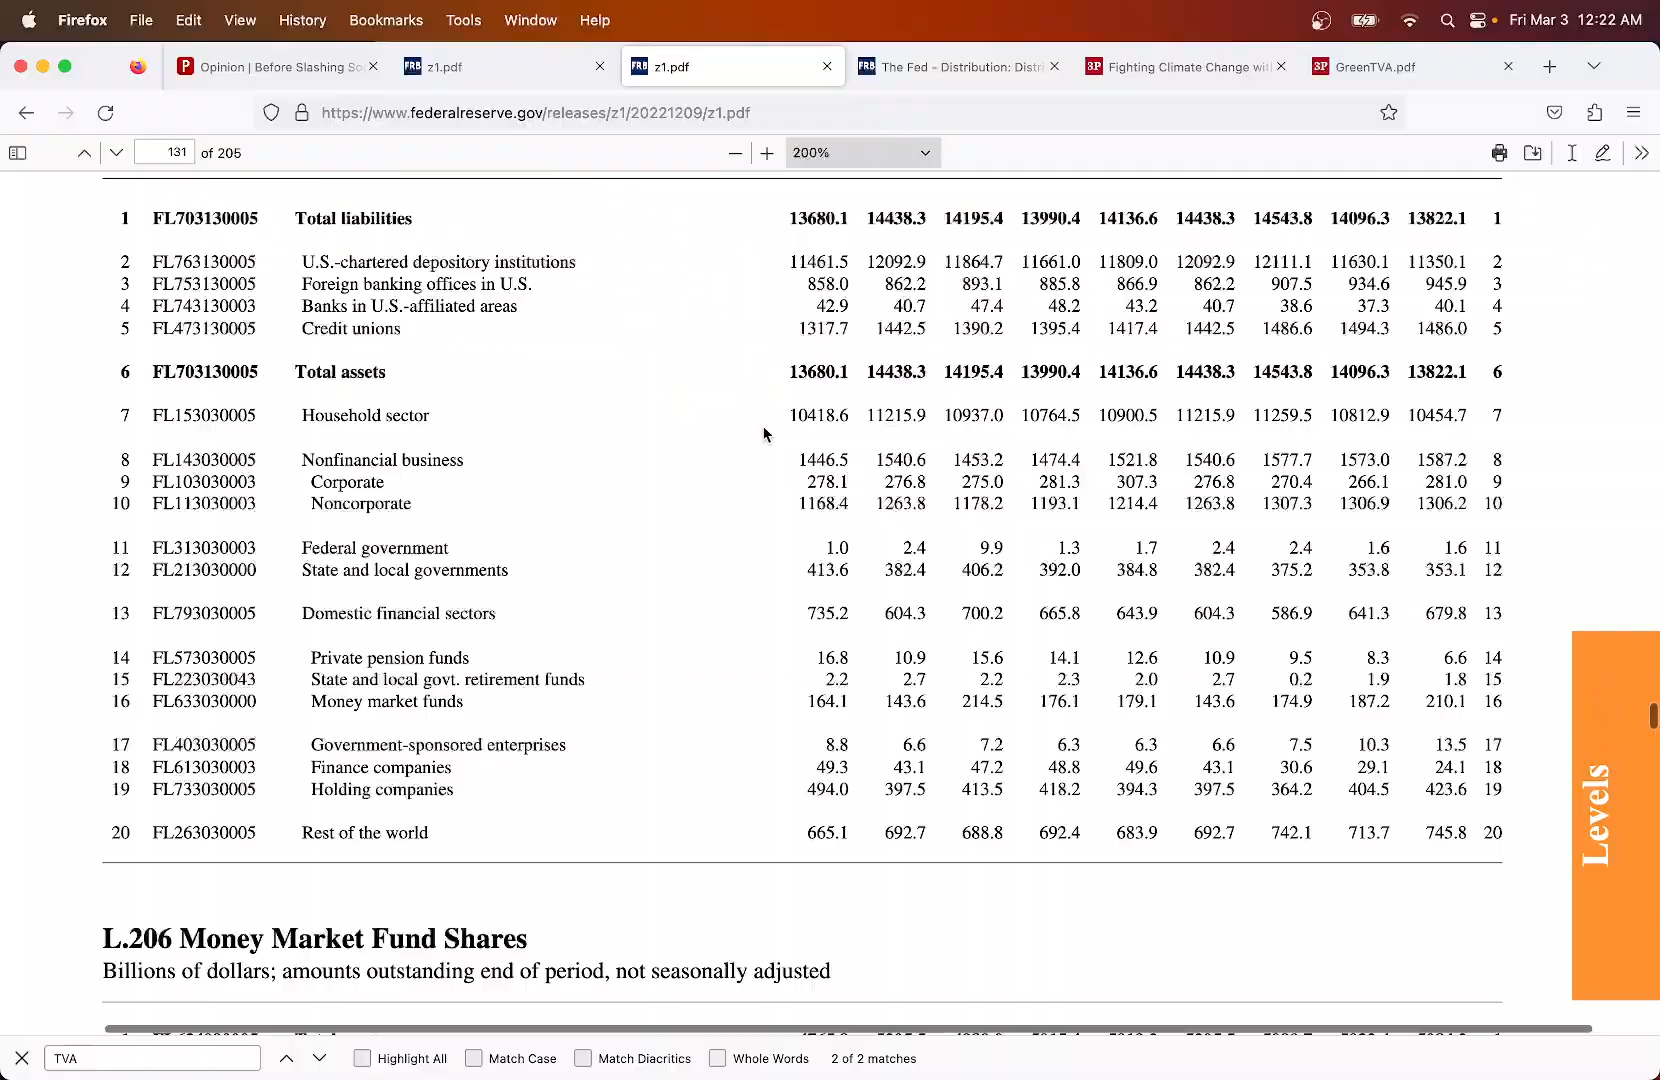 Firefox File Edit View History Bookmarks Tools Window Help Fri Mar 3 12:22 AM
Opinion | Before Slashing So z1.pdf z1.pdf The Fed - Distribution: Distri Fighting Climate Change wit GreenTVA.pdf
https://www.federalreserve.gov/releases/z1/20221209/z1.pdf
131 of 205 200%
1 FL703130005 Total liabilities 13680.1 14438.3 14195.4 13990.4 14136.6 14438.3 14543.8 14096.3 13822.1 1
2 FL763130005 U.S.-chartered depository institutions 11461.5 12092.9 11864.7 11661.0 11809.0 12092.9 12111.1 11630.1 11350.1 2
3 FL753130005 Foreign banking offices in U.S. 858.0 862.2 893.1 885.8 866.9 862.2 907.5 934.6 945.9 3
4 FL743130003 Banks in U.S.-affiliated areas 42.9 40.7 47.4 48.2 43.2 40.7 38.6 37.3 40.1 4
5 FL473130005 Credit unions 1317.7 1442.5 1390.2 1395.4 1417.4 1442.5 1486.6 1494.3 1486.0 5
6 FL703130005 Total assets 13680.1 14438.3 14195.4 13990.4 14136.6 14438.3 14543.8 14096.3 13822.1 6
7 FL153030005 Household sector 10418.6 11215.9 10937.0 10764.5 10900.5 11215.9 11259.5 10812.9 10454.7 7
8 FL143030005 Nonfinancial business 1446.5 1540.6 1453.2 1474.4 1521.8 1540.6 1577.7 1573.0 1587.2 8
9 FL103030003 Corporate 278.1 276.8 275.0 281.3 307.3 276.8 270.4 266.1 281.0 9
10 FL113030003 Noncorporate 1168.4 1263.8 1178.2 1193.1 1214.4 1263.8 1307.3 1306.9 1306.2 10
11 FL313030003 Federal government 1.0 2.4 9.9 1.3 1.7 2.4 2.4 1.6 1.6 11
12 FL213030000 State and local governments 413.6 382.4 406.2 392.0 384.8 382.4 375.2 353.8 353.1 12
13 FL793030005 Domestic financial sectors 735.2 604.3 700.2 665.8 643.9 604.3 586.9 641.3 679.8 13
14 FL573030005 Private pension funds 16.8 10.9 15.6 14.1 12.6 10.9 9.5 8.3 6.6 14
15 FL223030043 State and local govt. retirement funds 2.2 2.7 2.2 2.3 2.0 2.7 0.2 1.9 1.8 15
16 FL633030000 Money market funds 164.1 143.6 214.5 176.1 179.1 143.6 174.9 187.2 210.1 16
17 FL403030005 Government-sponsored enterprises 8.8 6.6 7.2 6.3 6.3 6.6 7.5 10.3 13.5 17
18 FL613030003 Finance companies 49.3 43.1 47.2 48.8 49.6 43.1 30.6 29.1 24.1 18
19 FL733030005 Holding companies 494.0 397.5 413.5 418.2 394.3 397.5 364.2 404.5 423.6 19
20 FL263030005 Rest of the world 665.1 692.7 688.8 692.4 683.9 692.7 742.1 713.7 745.8 20
Levels
L.206 Money Market Fund Shares
Billions of dollars; amounts outstanding end of period, not seasonally adjusted
TVA Highlight All Match Case Match Diacritics Whole Words 2 of 2 matches